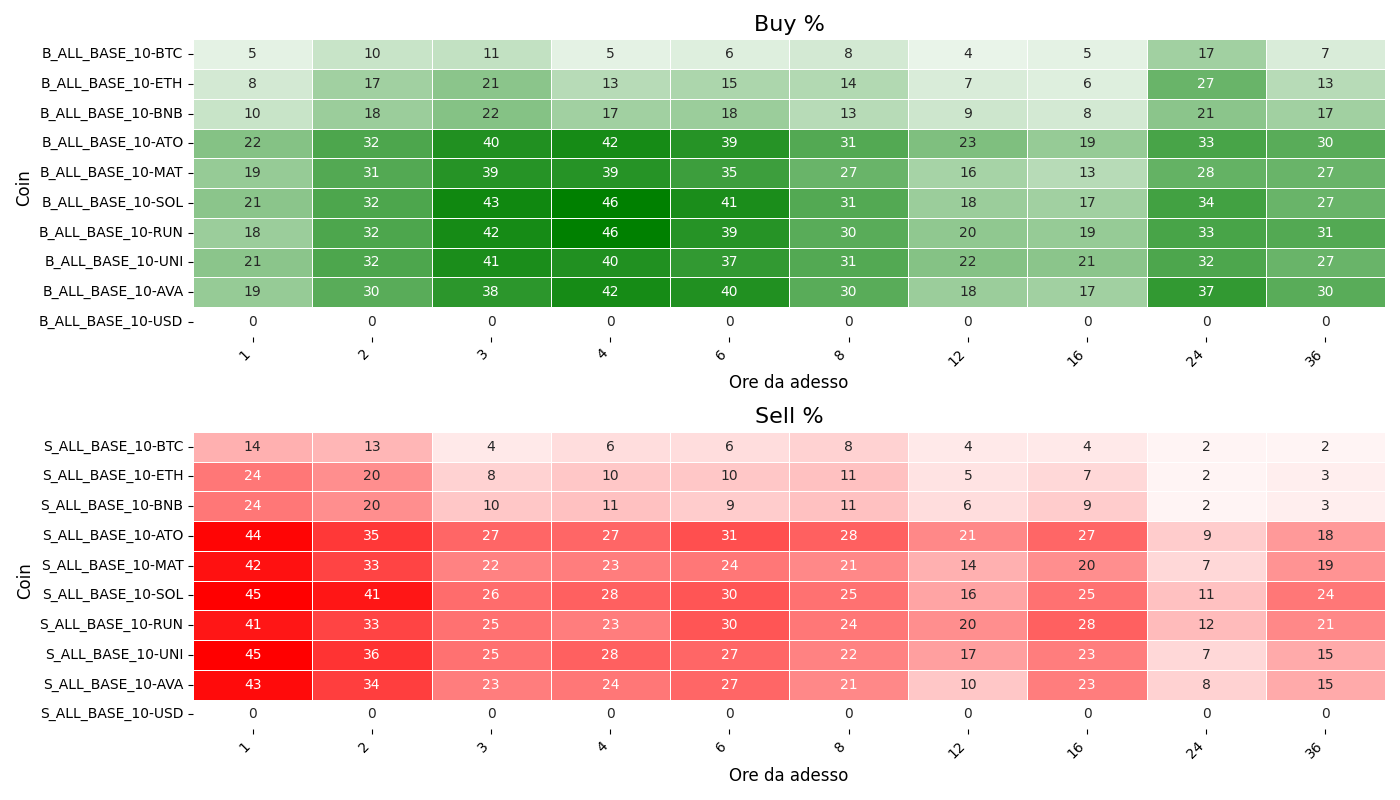 Buy %
Coin
B_ALL_BASE_10-BTC 5 10 11 5 6 8 4 5 17 7
B_ALL_BASE_10-ETH 8 17 21 13 15 14 7 6 27 13
B_ALL_BASE_10-BNB 10 18 22 17 18 13 9 8 21 17
B_ALL_BASE_10-ATO 22 32 40 42 39 31 23 19 33 30
B_ALL_BASE_10-MAT 19 31 39 39 35 27 16 13 28 27
B_ALL_BASE_10-SOL 21 32 43 46 41 31 18 17 34 27
B_ALL_BASE_10-RUN 18 32 42 46 39 30 20 19 33 31
B_ALL_BASE_10-UNI 21 32 41 40 37 31 22 21 32 27
B_ALL_BASE_10-AVA 19 30 38 42 40 30 18 17 37 30
B_ALL_BASE_10-USD 0 0 0 0 0 0 0 0 0 0
1 2 3 4 6 8 12 16 24 36
Ore da adesso
Sell %
Coin
S_ALL_BASE_10-BTC 14 13 4 6 6 8 4 4 2 2
S_ALL_BASE_10-ETH 24 20 8 10 10 11 5 7 2 3
S_ALL_BASE_10-BNB 24 20 10 11 9 11 6 9 2 3
S_ALL_BASE_10-ATO 44 35 27 27 31 28 21 27 9 18
S_ALL_BASE_10-MAT 42 33 22 23 24 21 14 20 7 19
S_ALL_BASE_10-SOL 45 41 26 28 30 25 16 25 11 24
S_ALL_BASE_10-RUN 41 33 25 23 30 24 20 28 12 21
S_ALL_BASE_10-UNI 45 36 25 28 27 22 17 23 7 15
S_ALL_BASE_10-AVA 43 34 23 24 27 21 10 23 8 15
S_ALL_BASE_10-USD 0 0 0 0 0 0 0 0 0 0
1 2 3 4 6 8 12 16 24 36
Ore da adesso